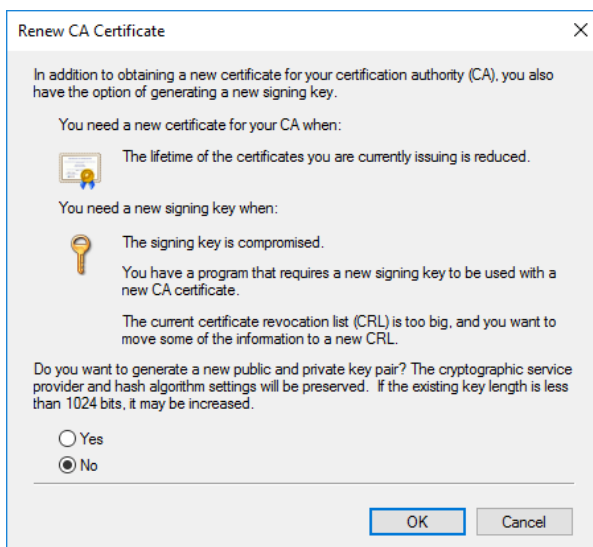 Renew CA Certificate
In addition to obtaining a new certificate for your certification authority (CA), you also
have the option of generating a new signing key.
You need a new certificate for your CA when:
The lifetime of the certificates you are currently issuing is reduced.
You need a new signing key when:
The signing key is compromised.
You have a program that requires a new signing key to be used with a
new CA certificate.
The current certificate revocation list (CRL) is too big, and you want to
move some of the information to a new CRL.
Do you want to generate a new public and private key pair? The cryptographic service
provider and hash algorithm settings will be preserved. If the existing key length is less
than 1024 bits, it may be increased.
Yes
No
OK Cancel